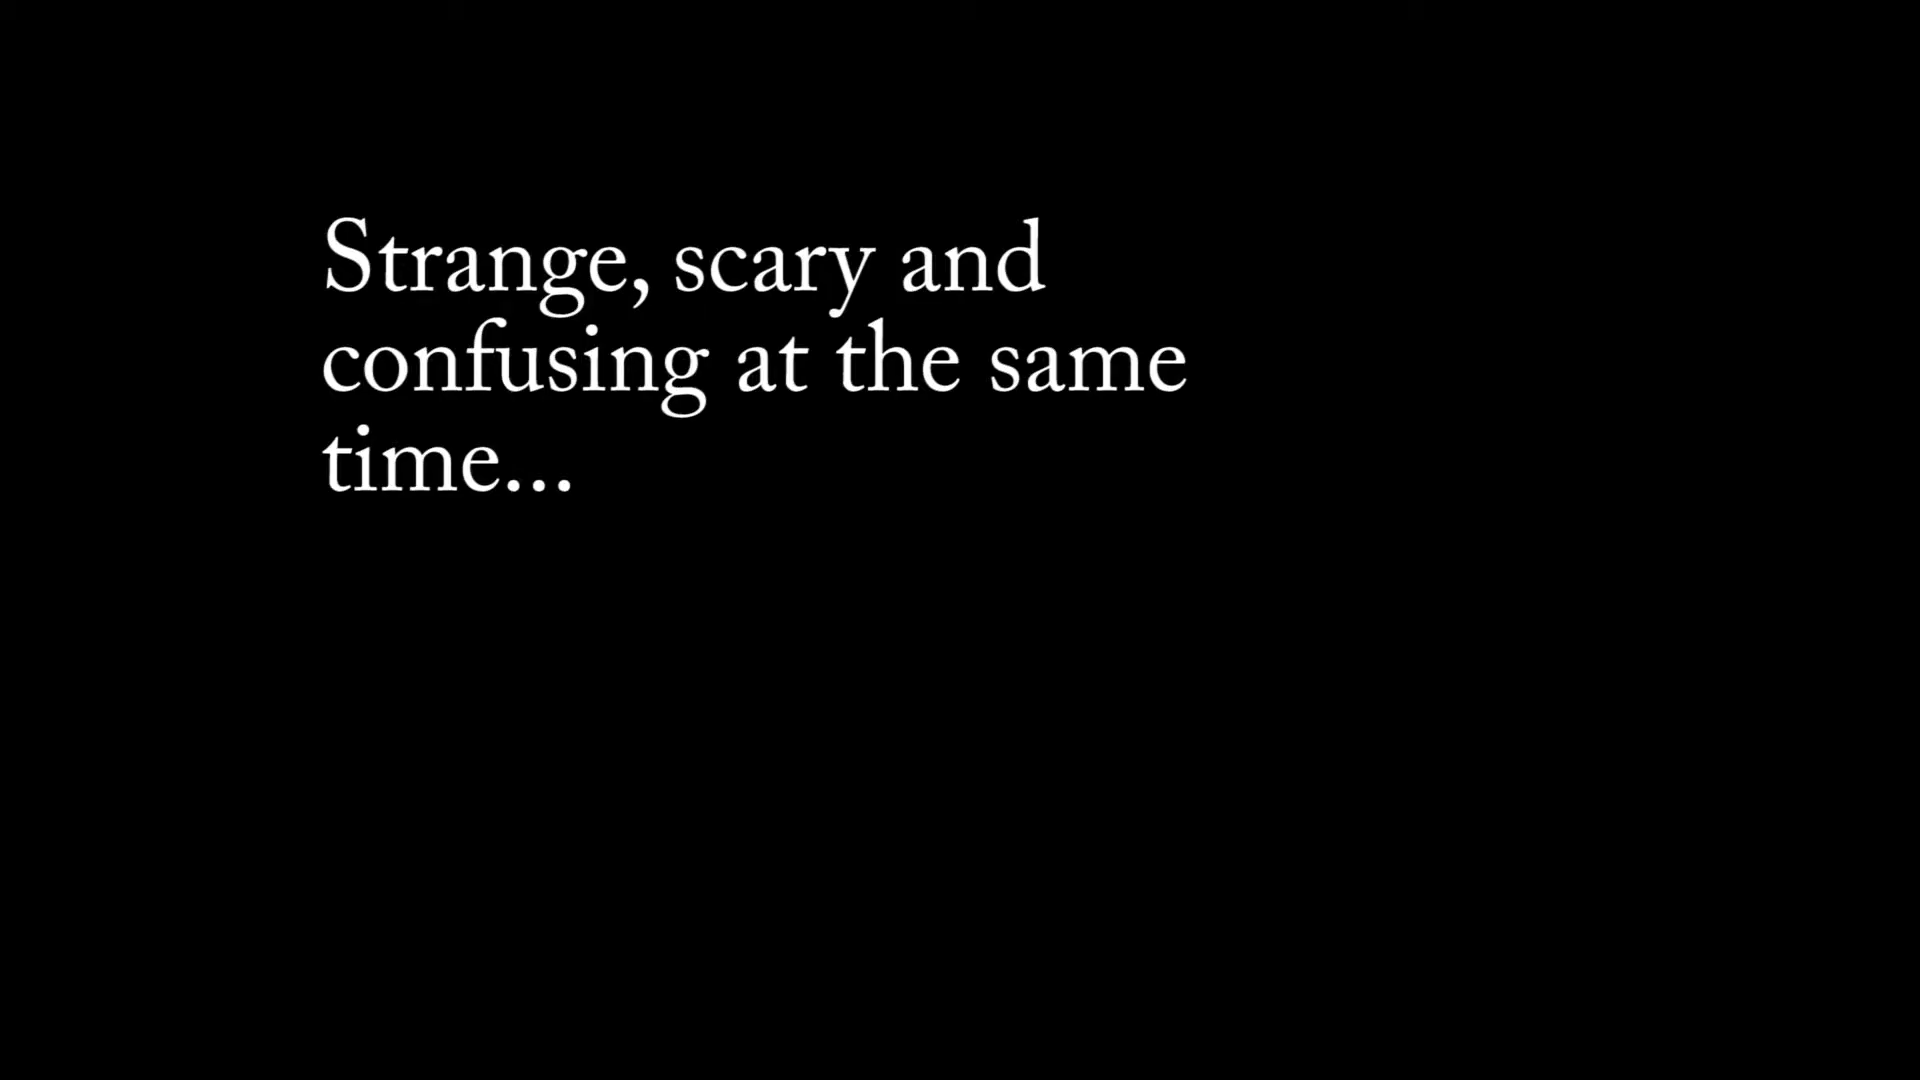 Strange, scary and
confusing at the same
time...